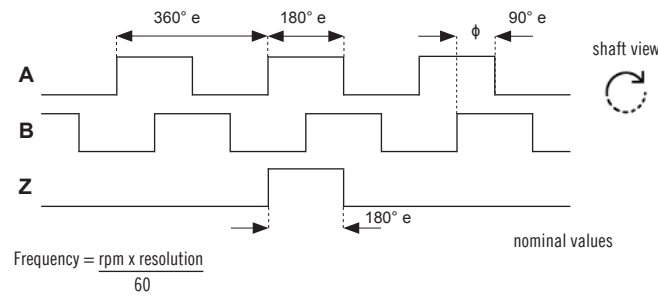 360° e 180° e ϕ 90° e
shaft view
A
B
Z
180° e
nominal values
Frequency = rpm x resolution
60